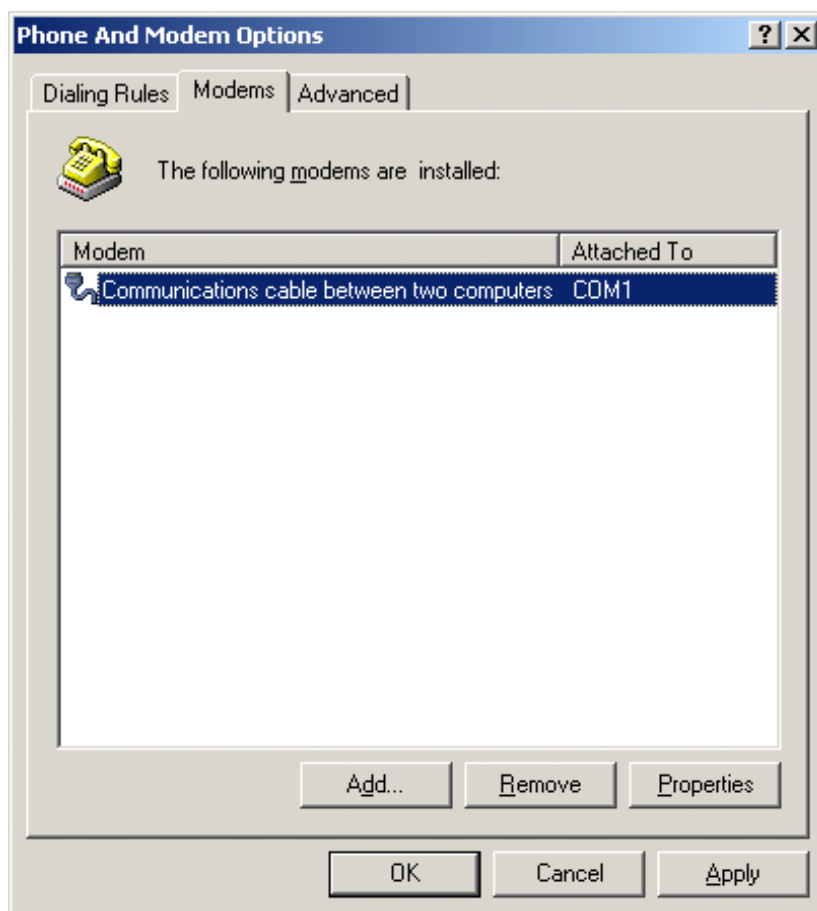 Phone And Modem Options
Dialing Rules Modems Advanced
The following modems are installed:
Modem Attached To
Communications cable between two computers COM1
Add... Remove Properties
OK Cancel Apply